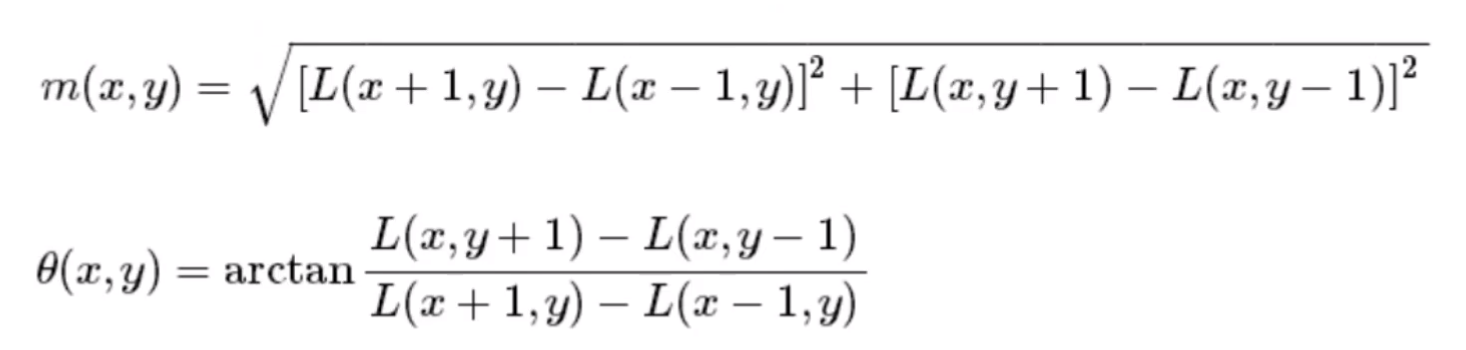 m(x,y) = √([L(x + 1,y) − L(x − 1,y)]² + [L(x,y + 1) − L(x,y − 1)]²)
θ(x,y) = arctan (L(x,y + 1) − L(x,y − 1))/(L(x + 1,y) − L(x − 1,y))